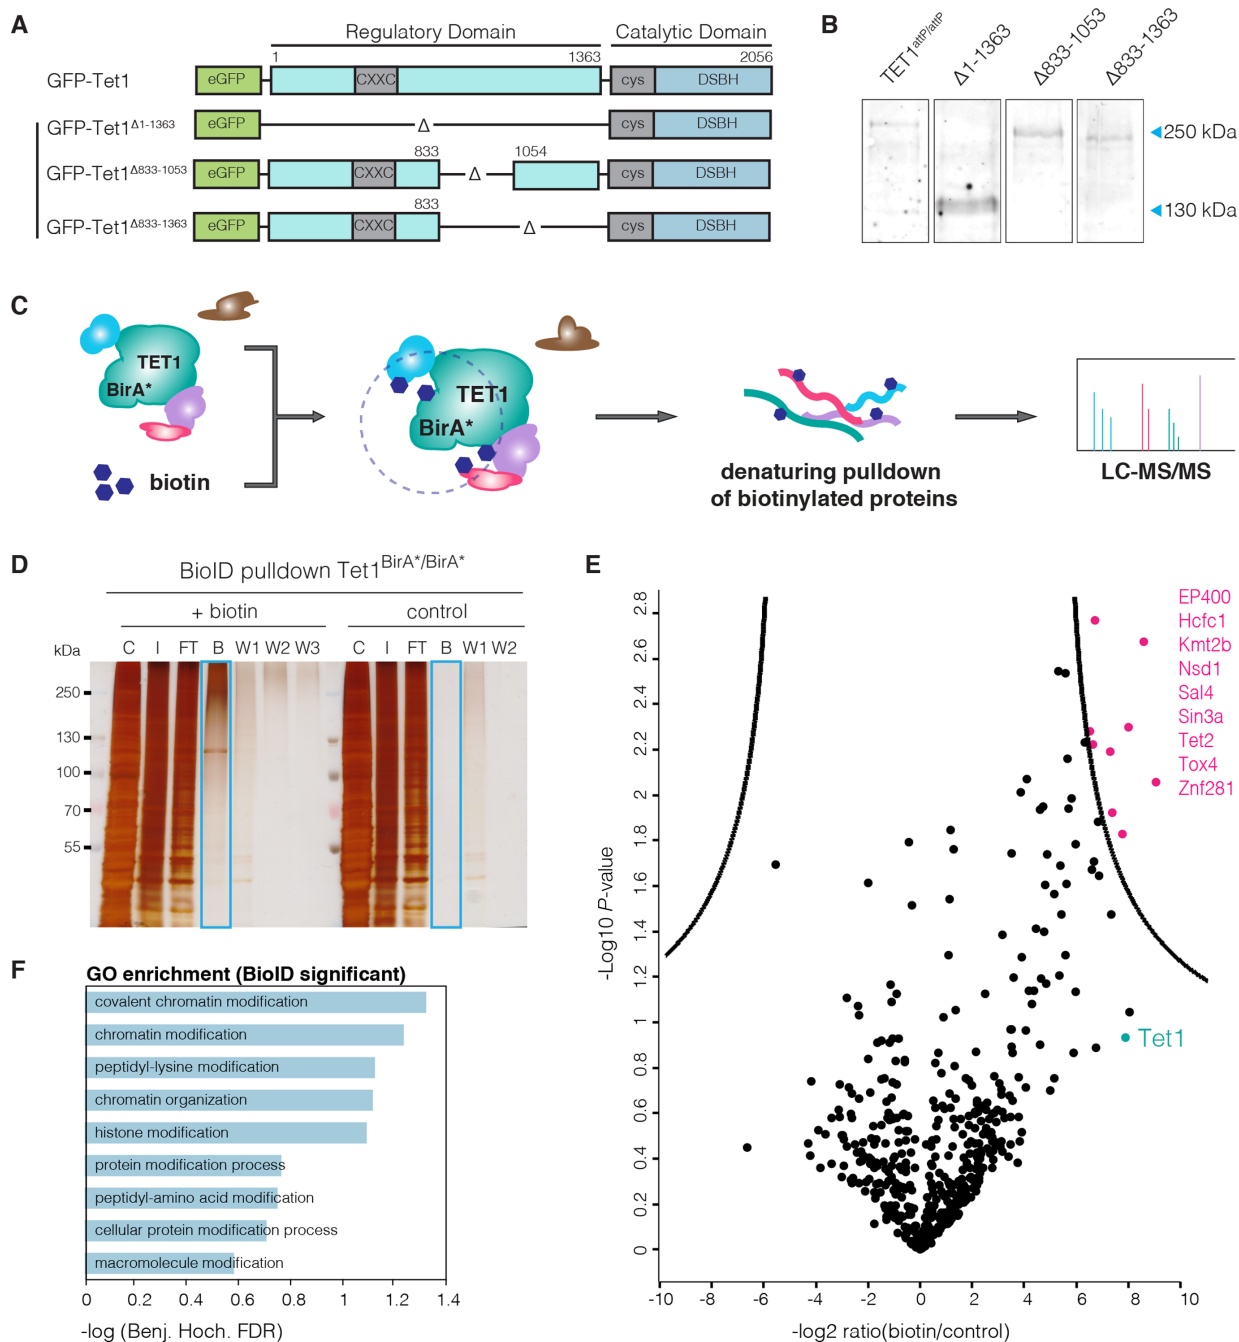 A
Regulatory Domain
Catalytic Domain
1
1363
2056
GFP-Tet1
eGFP
CXXC
cys
DSBH
GFP-Tet1Δ1-1363
eGFP
Δ
cys
DSBH
833
1054
GFP-Tet1Δ833-1053
eGFP
CXXC
Δ
cys
DSBH
833
GFP-Tet1Δ833-1363
eGFP
CXXC
Δ
cys
DSBH
B
TET1attP/attP
Δ1-1363
Δ833-1053
Δ833-1363
250 kDa
130 kDa
C
TET1
BirA*
biotin
TET1
BirA*
denaturing pulldown
of biotinylated proteins
LC-MS/MS
D
BioID pulldown Tet1BirA*/BirA*
+ biotin
control
kDa
C I FT B W1 W2 W3 C I FT B W1 W2
250
130
100
70
55
E
EP400
Hcfc1
Kmt2b
Nsd1
Sal4
Sin3a
Tet2
Tox4
Znf281
Tet1
-Log10 P-value
2.8
2.6
2.4
2.2
2
1.8
1.6
1.4
1.2
1
0.8
0.6
0.4
0.2
0
-10 -8 -6 -4 -2 0 2 4 6 8 10
-log2 ratio(biotin/control)
F
GO enrichment (BioID significant)
covalent chromatin modification
chromatin modification
peptidyl-lysine modification
chromatin organization
histone modification
protein modification process
peptidyl-amino acid modification
cellular protein modification process
macromolecule modification
0 0.2 0.4 0.6 0.8 1 1.2 1.4
-log (Benj. Hoch. FDR)